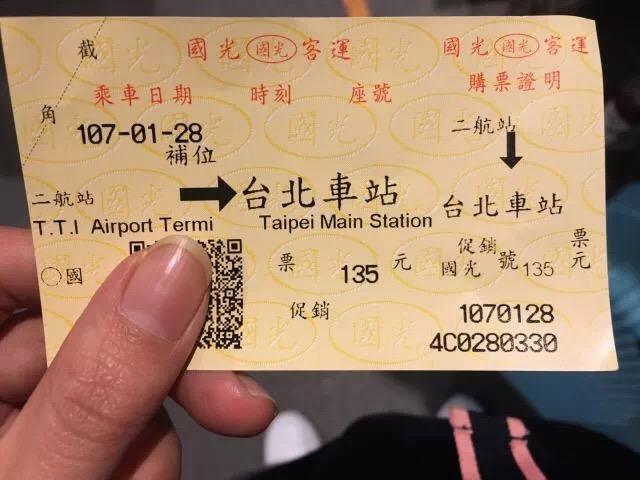 截角
國光 國光 客運
乘車日期 時刻 座號
107-01-28
補位
二航站 → 台北車站
T.T.I Airport Termi Taipei Main Station
國
票 135 元
促銷
國光 國光 客運
購票證明
二航站
↓
台北車站
促銷 票
國光 號 135 元
1070128
4C0280330